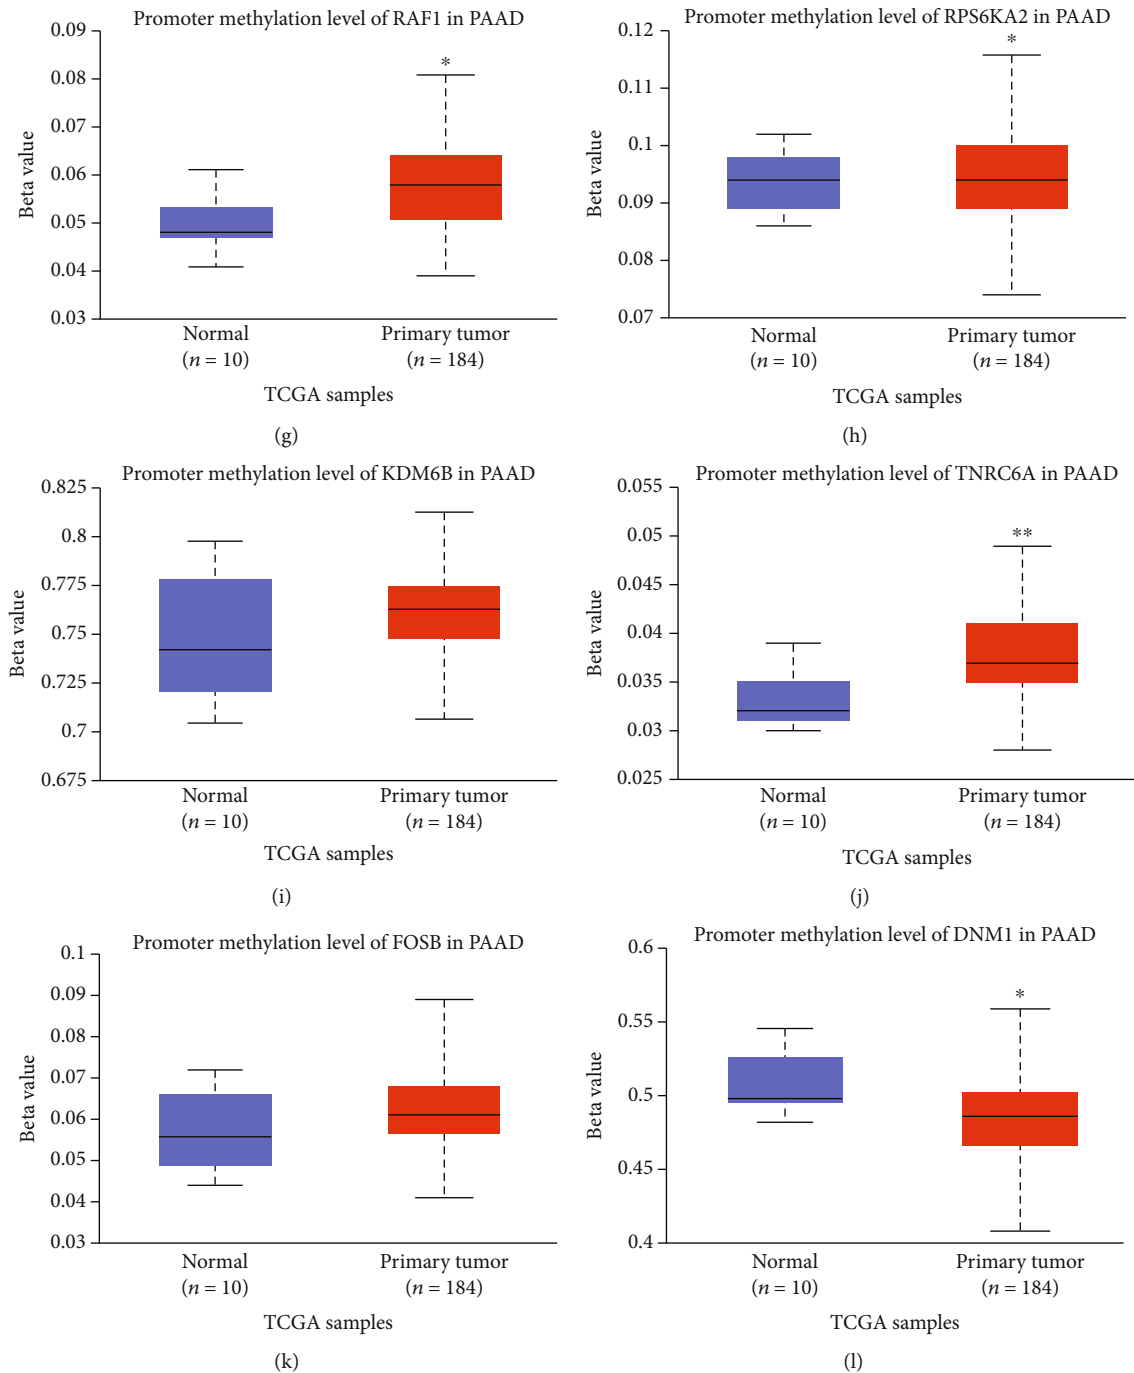 Promoter methylation level of RAF1 in PAAD
0.09
0.08
0.07
0.06
0.05
0.04
0.03
Beta value
*
Normal
(n = 10)
Primary tumor
(n = 184)
TCGA samples
(g)
Promoter methylation level of RPS6KA2 in PAAD
0.12
0.11
0.1
0.09
0.08
0.07
Beta value
*
Normal
(n = 10)
Primary tumor
(n = 184)
TCGA samples
(h)
Promoter methylation level of KDM6B in PAAD
0.825
0.8
0.775
0.75
0.725
0.7
0.675
Beta value
Normal
(n = 10)
Primary tumor
(n = 184)
TCGA samples
(i)
Promoter methylation level of TNRC6A in PAAD
0.055
0.05
0.045
0.04
0.035
0.03
0.025
Beta value
**
Normal
(n = 10)
Primary tumor
(n = 184)
TCGA samples
(j)
Promoter methylation level of FOSB in PAAD
0.1
0.09
0.08
0.07
0.06
0.05
0.04
0.03
Beta value
Normal
(n = 10)
Primary tumor
(n = 184)
TCGA samples
(k)
Promoter methylation level of DNM1 in PAAD
0.6
0.55
0.5
0.45
0.4
Beta value
*
Normal
(n = 10)
Primary tumor
(n = 184)
TCGA samples
(l)